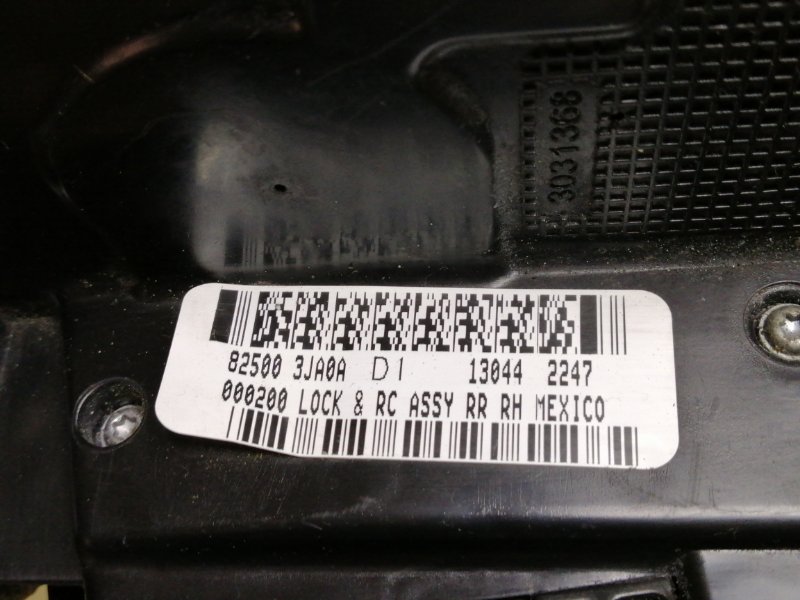 3031368
82500 3JA0A D1 13044 2247
000200 LOCK & RC ASSY RR RH MEXICO